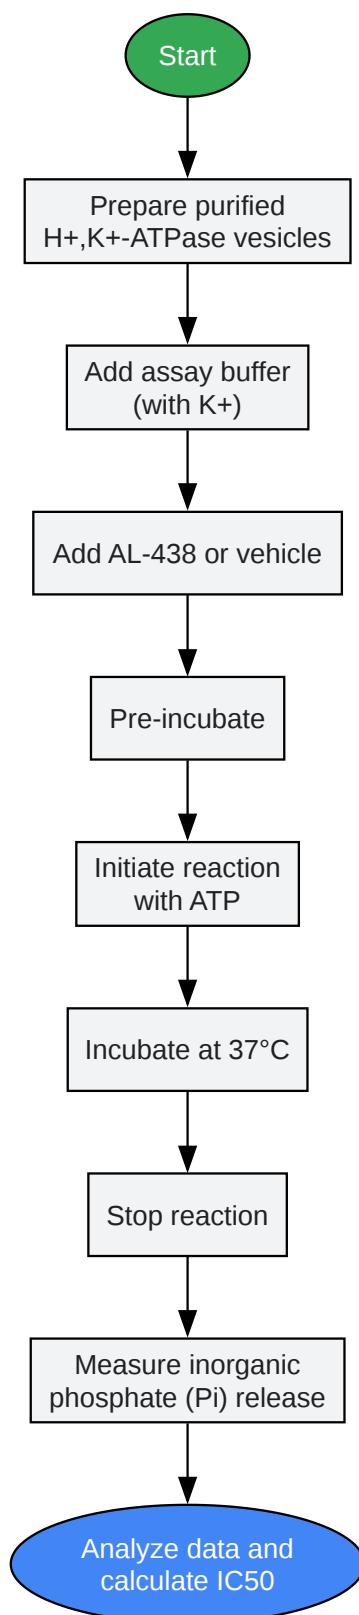 Start
Prepare purified
H+,K+-ATPase vesicles
Add assay buffer
(with K+)
Add AL-438 or vehicle
Pre-incubate
Initiate reaction
with ATP
Incubate at 37°C
Stop reaction
Measure inorganic
phosphate (Pi) release
Analyze data and
calculate IC50